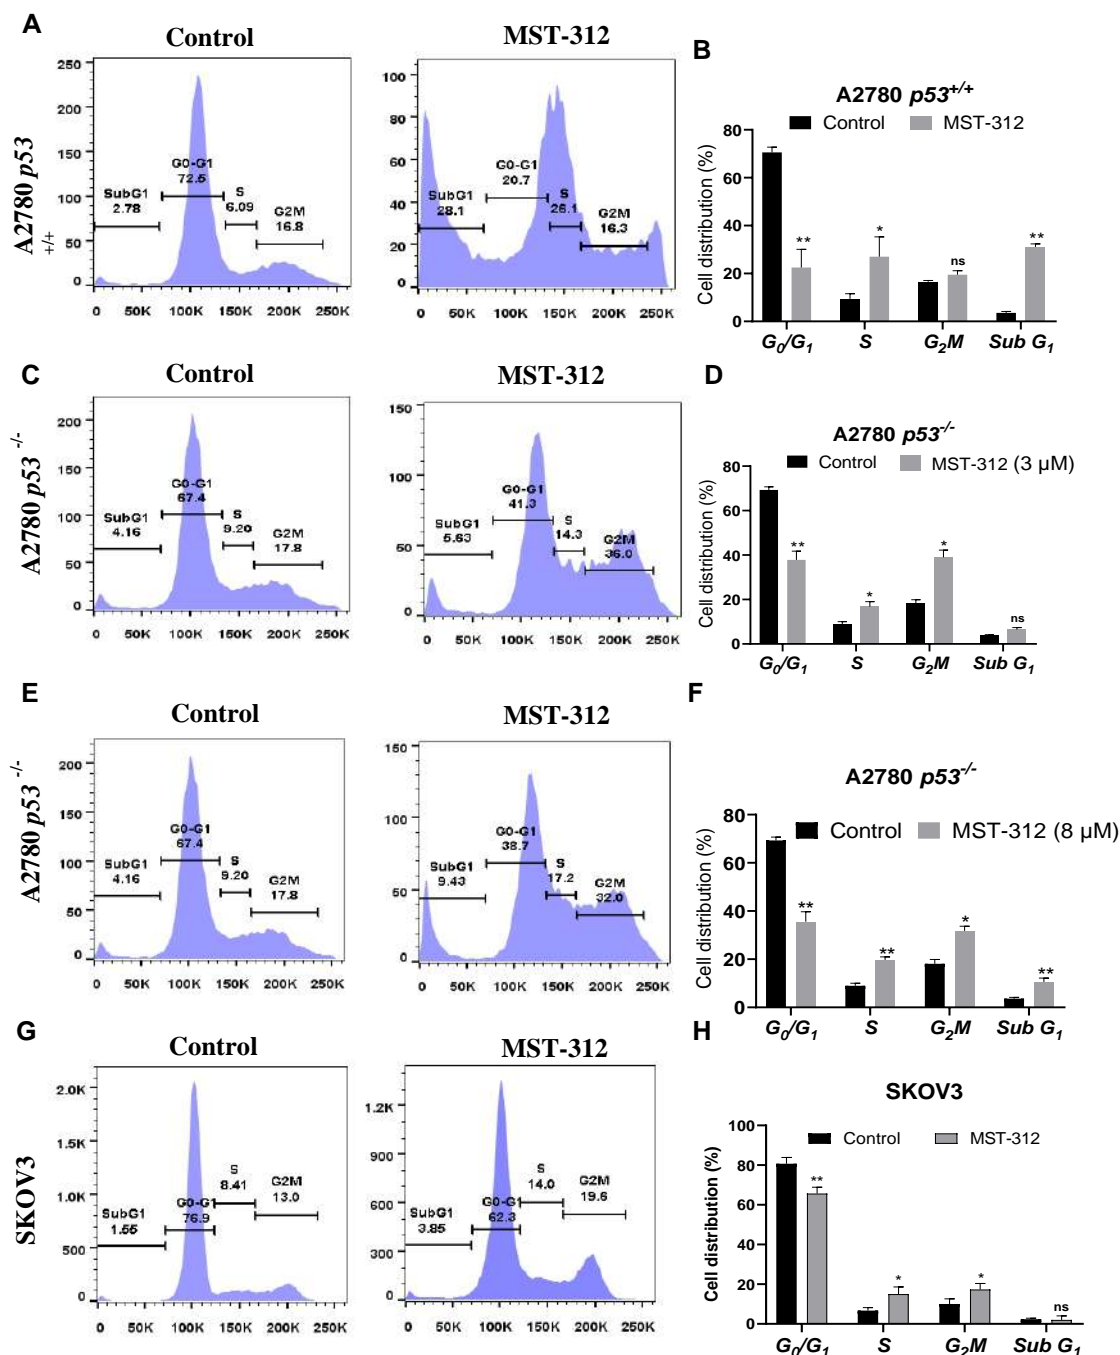 A
Control
MST-312
A2780 p53 +/+
250
200
150
100
50
0
SubG1
2.78
G0-G1
72.5
S
6.09
G2M
16.8
0 50K 100K 150K 200K 250K
100
80
60
40
20
0
SubG1
28.1
G0-G1
20.7
S
26.1
G2M
16.3
0 50K 100K 150K 200K 250K
B
A2780 p53+/+
Control MST-312
Cell distribution (%)
80
60
40
20
0
** * ns **
G0/G1 S G2M Sub G1
C
Control
MST-312
A2780 p53 -/-
200
150
100
50
0
SubG1
4.16
G0-G1
67.4
S
9.20
G2M
17.8
0 50K 100K 150K 200K 250K
150
100
50
0
SubG1
5.63
G0-G1
41.3
S
14.3
G2M
36.0
0 50K 100K 150K 200K 250K
D
A2780 p53-/-
Control MST-312 (3 µM)
Cell distribution (%)
80
60
40
20
0
** * * ns
G0/G1 S G2M Sub G1
E
Control
MST-312
A2780 p53 -/-
200
150
100
50
0
SubG1
4.16
G0-G1
67.4
S
9.20
G2M
17.8
0 50K 100K 150K 200K 250K
150
100
50
0
SubG1
9.43
G0-G1
38.7
S
17.2
G2M
32.0
0 50K 100K 150K 200K 250K
F
A2780 p53-/-
Control MST-312 (8 µM)
Cell distribution (%)
80
60
40
20
0
** ** * **
G0/G1 S G2M Sub G1
G
Control
MST-312
SKOV3
2.0K
1.5K
1.0K
500
0
SubG1
1.55
G0-G1
76.9
S
8.41
G2M
13.0
0 50K 100K 150K 200K 250K
1.2K
900
600
300
0
SubG1
3.85
G0-G1
62.3
S
14.0
G2M
19.6
0 50K 100K 150K 200K 250K
H
SKOV3
Control MST-312
Cell distribution (%)
100
80
60
40
20
0
** * * ns
G0/G1 S G2M Sub G1